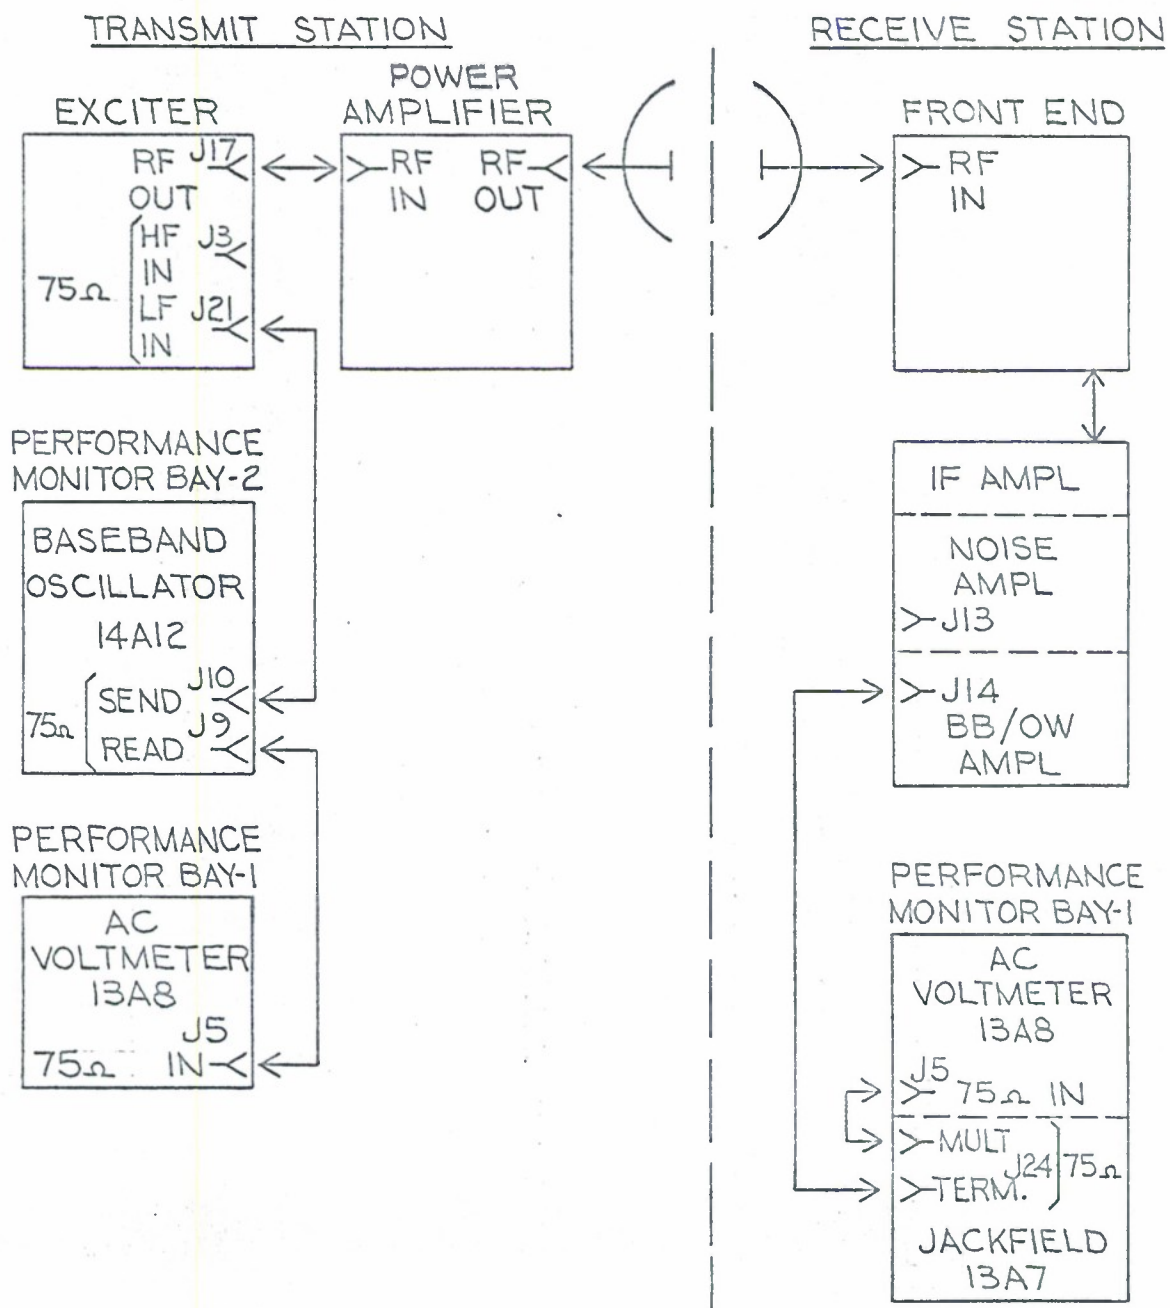 TRANSMIT STATION
EXCITER
RF J17
OUT
HF J3
IN
75Ω
LF J21
IN
POWER
AMPLIFIER
RF RF
IN OUT
PERFORMANCE
MONITOR BAY-2
BASEBAND
OSCILLATOR
14A12
J10
SEND
J9
75Ω
READ
PERFORMANCE
MONITOR BAY-1
AC
VOLTMETER
13A8
J5
75Ω IN
RECEIVE STATION
FRONT END
RF
IN
IF AMPL
NOISE
AMPL
J13
J14
BB/OW
AMPL
PERFORMANCE
MONITOR BAY-1
AC
VOLTMETER
13A8
J5
75Ω IN
MULT
J24 75Ω
TERM.
JACKFIELD
13A7